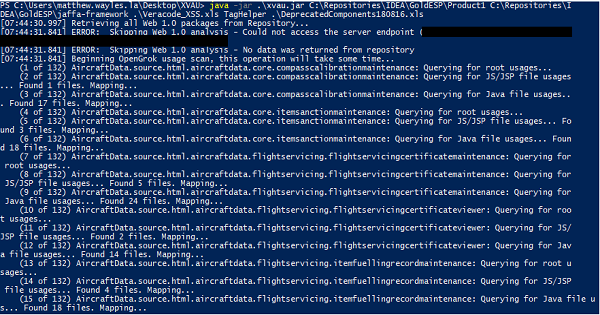 PS C:\Users\matthew.wayles.la\Desktop\XVAU> java -jar .\xvau.jar C:\Repositories\IDEA\GoldESP\Product1 C:\Repositories\I
DEA\GoldESP\jaffa-framework .\Veracode_XSS.xls TagHelper .\DeprecatedComponents180816.xls
[07:44:30.997] Retrieving all Web 1.0 packages from Repository...
[07:44:31.841] ERROR:  Skipping Web 1.0 analysis - Could not access the server endpoint (
[07:44:31.841] ERROR:  Skipping Web 1.0 analysis - No data was returned from repository
[07:44:31.841] Beginning OpenGrok usage scan, this operation will take some time...
(1 of 132) AircraftData.source.html.aircraftdata.core.compasscalibrationmaintenance: Querying for root usages...
(2 of 132) AircraftData.source.html.aircraftdata.core.compasscalibrationmaintenance: Querying for JS/JSP file usages
... Found 1 files. Mapping...
(3 of 132) AircraftData.source.html.aircraftdata.core.compasscalibrationmaintenance: Querying for Java file usages..
. Found 17 files. Mapping...
(4 of 132) AircraftData.source.html.aircraftdata.core.itemsanctionmaintenance: Querying for root usages...
(5 of 132) AircraftData.source.html.aircraftdata.core.itemsanctionmaintenance: Querying for JS/JSP file usages... Fo
und 3 files. Mapping...
(6 of 132) AircraftData.source.html.aircraftdata.core.itemsanctionmaintenance: Querying for Java file usages... Foun
d 18 files. Mapping...
(7 of 132) AircraftData.source.html.aircraftdata.flightservicing.flightservicingcertificatemaintenance: Querying for
root usages...
(8 of 132) AircraftData.source.html.aircraftdata.flightservicing.flightservicingcertificatemaintenance: Querying for
JS/JSP file usages... Found 5 files. Mapping...
(9 of 132) AircraftData.source.html.aircraftdata.flightservicing.flightservicingcertificatemaintenance: Querying for
Java file usages... Found 24 files. Mapping...
(10 of 132) AircraftData.source.html.aircraftdata.flightservicing.flightservicingcertificateviewer: Querying for roo
t usages...
(11 of 132) AircraftData.source.html.aircraftdata.flightservicing.flightservicingcertificateviewer: Querying for JS/
JSP file usages... Found 2 files. Mapping...
(12 of 132) AircraftData.source.html.aircraftdata.flightservicing.flightservicingcertificateviewer: Querying for Jav
a file usages... Found 14 files. Mapping...
(13 of 132) AircraftData.source.html.aircraftdata.flightservicing.itemfuellingrecordmaintenance: Querying for root u
sages...
(14 of 132) AircraftData.source.html.aircraftdata.flightservicing.itemfuellingrecordmaintenance: Querying for JS/JSP
file usages... Found 4 files. Mapping...
(15 of 132) AircraftData.source.html.aircraftdata.flightservicing.itemfuellingrecordmaintenance: Querying for Java file u
s... Found 18 files. Mapping...